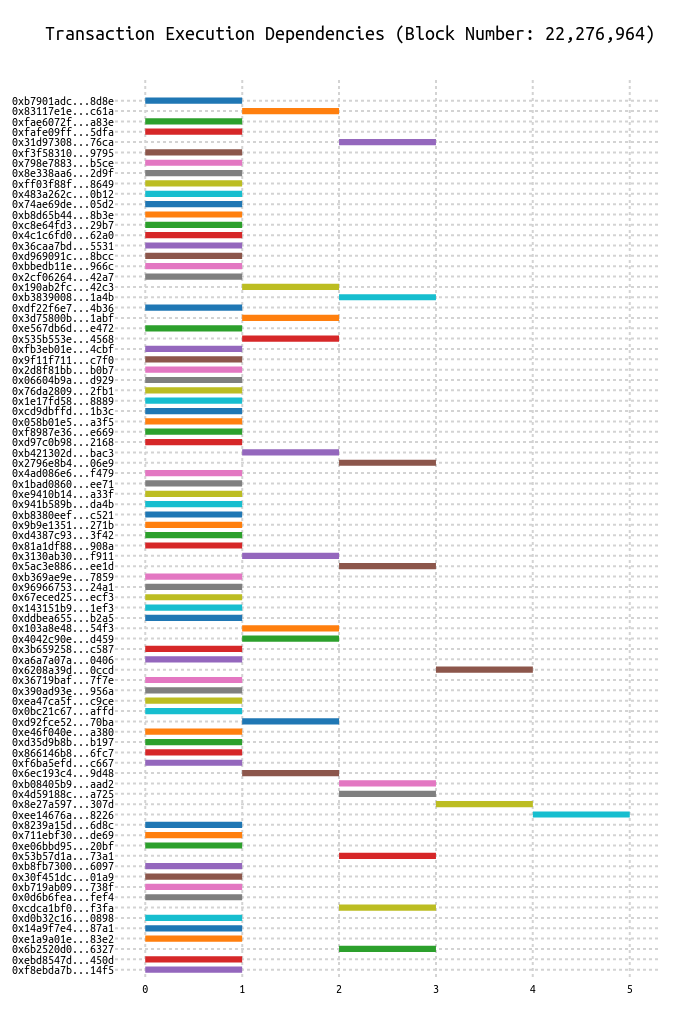 Transaction Execution Dependencies (Block Number: 22,276,964)
0xb7901adc...8d8e
0x83117e1e...c61a
0xfae6072f...a83e
0xfafe09ff...5dfa
0x31d97308...76ca
0xf3f58310...9795
0x798e7883...b5ce
0x8e338aa6...2d9f
0xff03f88f...8649
0x483a262c...0b12
0x74ae69de...05d2
0xb8d65b44...8b3e
0xc8e64fd3...29b7
0x4c1c6fd0...62a0
0x36caa7bd...5531
0xd969091c...8bcc
0xbbedb11e...966c
0x2cf06264...42a7
0x190ab2fc...42c3
0xb3839008...1a4b
0xdf22f6e7...4b36
0x3d75800b...1abf
0xe567db6d...e472
0x535b553e...4568
0xfb3eb01e...4cbf
0x9f11f711...c7f0
0x2d8f81bb...b0b7
0x06604b9a...d929
0x76da2809...2fb1
0x1e17fd58...8889
0xcd9dbffd...1b3c
0x058b01e5...a3f5
0xf8987e36...e669
0xd97c0b98...2168
0xb421302d...bac3
0x2796e8b4...06e9
0x4ad086e6...f479
0x1bad0860...ee71
0xe9410b14...a33f
0x941b589b...da4b
0xb8380eef...c521
0x9b9e1351...271b
0xd4387c93...3f42
0x81a1df88...908a
0x3130ab30...f911
0x5ac3e886...ee1d
0xb369ae9e...7859
0x96966753...24a1
0x67eced25...ecf3
0x143151b9...1ef3
0xddbea655...b2a5
0x103a8e48...54f3
0x4042c90e...d459
0x3b659258...c587
0xa6a7a07a...0406
0x6208a39d...0ccd
0x36719baf...7f7e
0x390ad93e...956a
0xea47ca5f...c9ce
0x0bc21c67...affd
0xd92fce52...70ba
0xe46f040e...a380
0xd35d9b8b...b197
0x866146b8...6fc7
0xf6ba5efd...c667
0x6ec193c4...9d48
0xb08405b9...aad2
0x4d59188c...a725
0x8e27a597...307d
0xee14676a...8226
0x8239a15d...6d8c
0x711ebf30...de69
0xe06bbd95...20bf
0x53b57d1a...73a1
0xb8fb7300...6097
0x30f451dc...01a9
0xb719ab09...738f
0x0d6b6fea...fef4
0xcdca1bf0...f3fa
0xd0b32c16...0898
0x14a9f7e4...87a1
0xe1a9a01e...83e2
0x6b2520d0...6327
0xebd8547d...450d
0xf8ebda7b...14f5
0 1 2 3 4 5